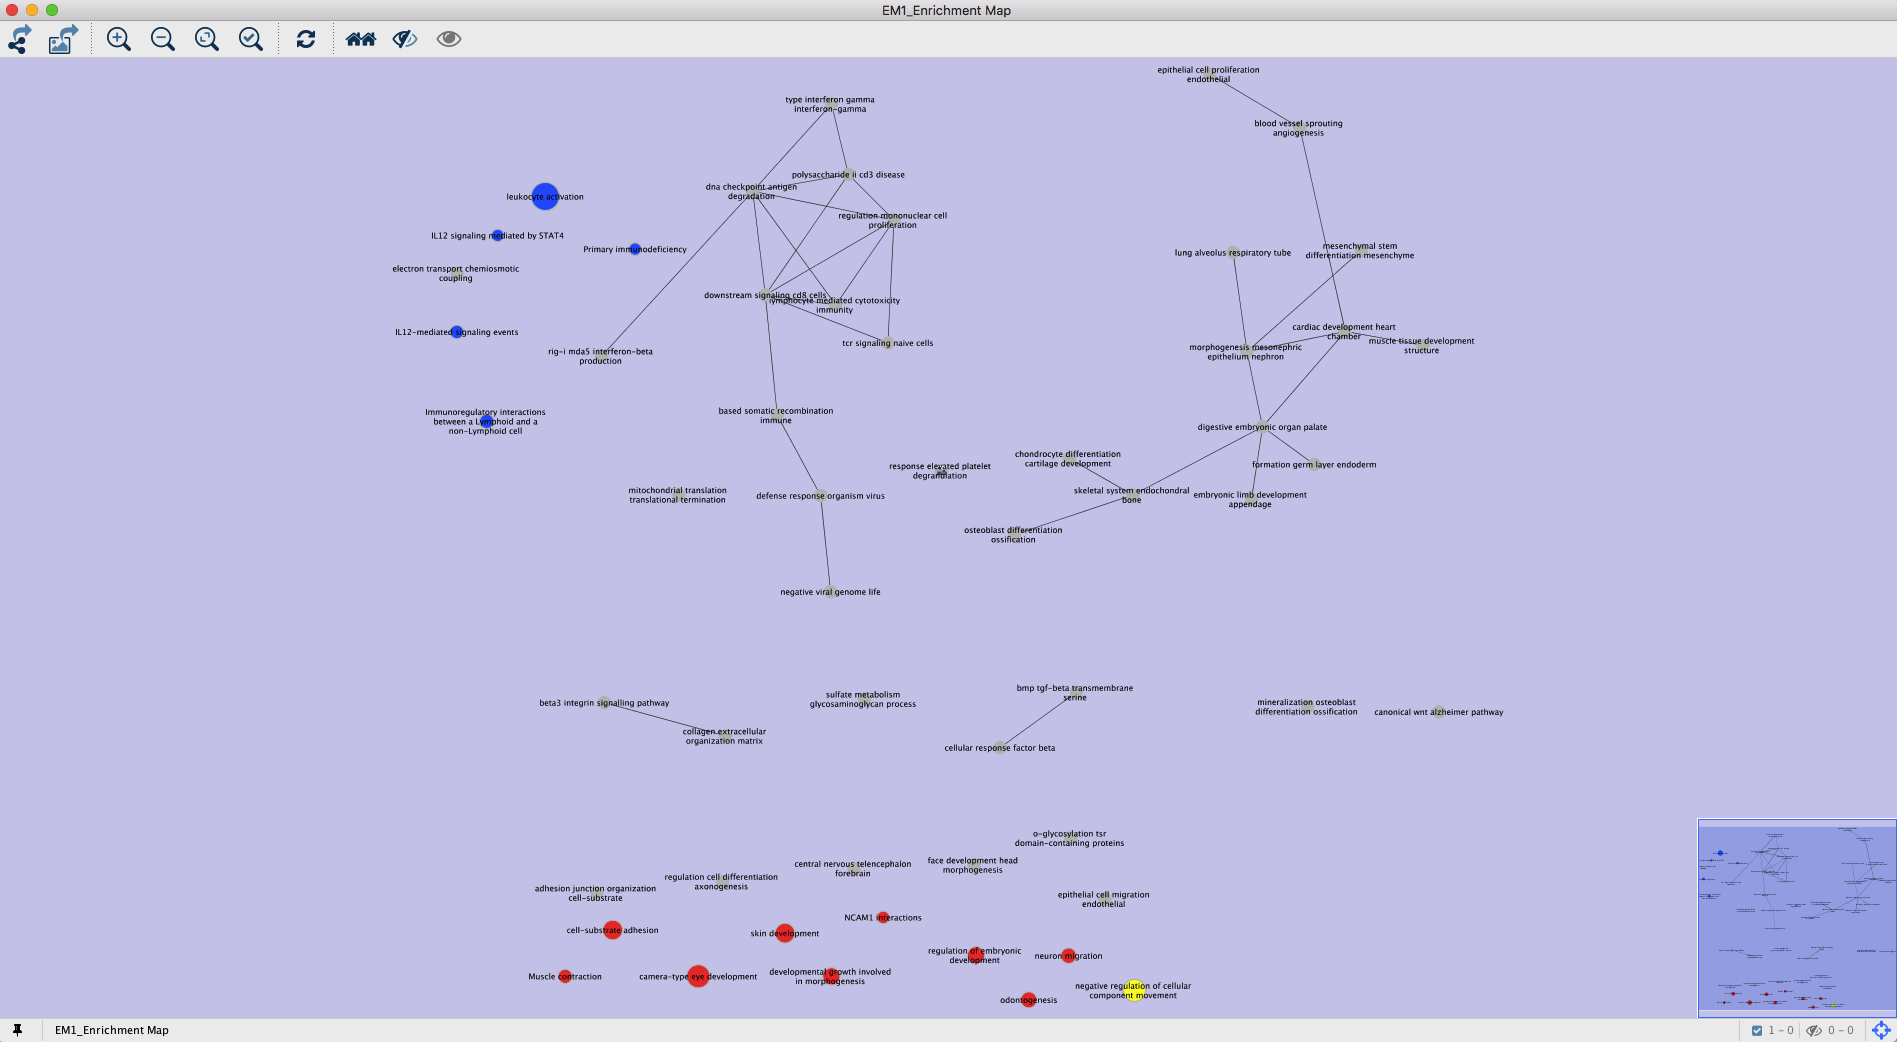 EM1_Enrichment Map
epithelial cell proliferation
endothelial
type interferon gamma
interferon-gamma
blood vessel sprouting
angiogenesis
polysaccharide ii cd3 disease
dna checkpoint antigen
degradation
leukocyte activation
regulation mononuclear cell
proliferation
IL12 signaling mediated by STAT4
Primary immunodeficiency
lung alveolus respiratory tube
mesenchymal stem
differentiation mesenchyme
electron transport chemiosmotic
coupling
downstream signaling cd8 cells
lymphocyte mediated cytotoxicity
immunity
IL12-mediated signaling events
cardiac development heart
chamber
muscle tissue development
structure
tcr signaling naive cells
rig-i mda5 interferon-beta
production
morphogenesis mesonephric
epithelium nephron
Immunoregulatory interactions
between a Lymphoid and a
non-Lymphoid cell
based somatic recombination
immune
digestive embryonic organ palate
chondrocyte differentiation
cartilage development
response elevated platelet
degranulation
formation germ layer endoderm
mitochondrial translation
translational termination
defense response organism virus
skeletal system endochondral
bone
embryonic limb development
appendage
osteoblast differentiation
ossification
negative viral genome life
beta3 integrin signalling pathway
sulfate metabolism
glycosaminoglycan process
bmp tgf-beta transmembrane
serine
mineralization osteoblast
differentiation ossification
canonical wnt alzheimer pathway
collagen extracellular
organization matrix
cellular response factor beta
o-glycosylation tsr
domain-containing proteins
central nervous telencephalon
forebrain
face development head
morphogenesis
regulation cell differentiation
axonogenesis
adhesion junction organization
cell-substrate
epithelial cell migration
endothelial
NCAM1 interactions
cell-substrate adhesion
skin development
regulation of embryonic
development
neuron migration
Muscle contraction
camera-type eye development
developmental growth involved
in morphogenesis
negative regulation of cellular
component movement
odontogenesis
EM1_Enrichment Map
1 - 0
0 - 0